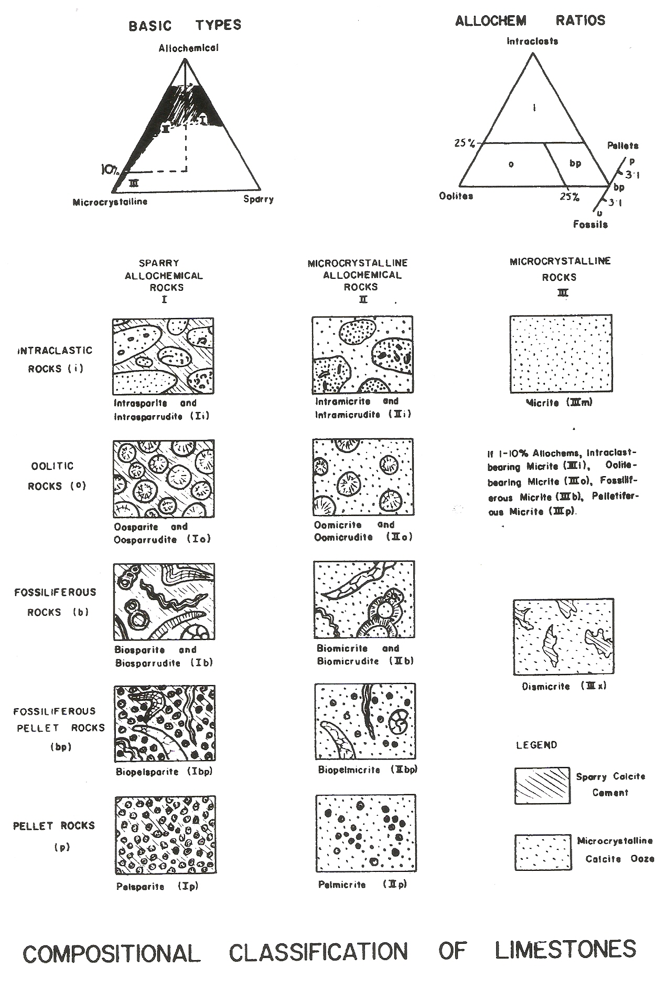 BASIC TYPES
Allochemical
I
II
10%
III
Microcrystalline
Sparry
ALLOCHEM RATIOS
Intraclasts
i
25%
o
bp
Oolites
25%
Pellets
p
3:1
bp
3:1
b
Fossils
SPARRY
ALLOCHEMICAL
ROCKS
I
MICROCRYSTALLINE
ALLOCHEMICAL
ROCKS
II
MICROCRYSTALLINE
ROCKS
III
INTRACLASTIC
ROCKS (i)
Intrasparite and
Intrasparrudite (Ii)
Intramicrite and
Intramicrudite (IIi)
Micrite (IIIm)
OOLITIC
ROCKS (o)
Oosparite and
Oosparrudite (Io)
Oomicrite and
Oomicrudite (IIo)
If 1-10% Allochems, Intraclast-
bearing Micrite (IIIi), Oolite-
bearing Micrite (IIIo), Fossilif-
erous Micrite (IIIb), Pelletifer-
ous Micrite (IIIp).
FOSSILIFEROUS
ROCKS (b)
Biosparite and
Biosparrudite (Ib)
Biomicrite and
Biomicrudite (IIb)
Dismicrite (IIIx)
FOSSILIFEROUS
PELLET ROCKS
(bp)
Biopelsparite (Ibp)
Biopelmicrite (IIbp)
PELLET ROCKS
(p)
Pelsparite (Ip)
Pelmicrite (IIp)
LEGEND
Sparry Calcite
Cement
Microcrystalline
Calcite Ooze
COMPOSITIONAL CLASSIFICATION OF LIMESTONES